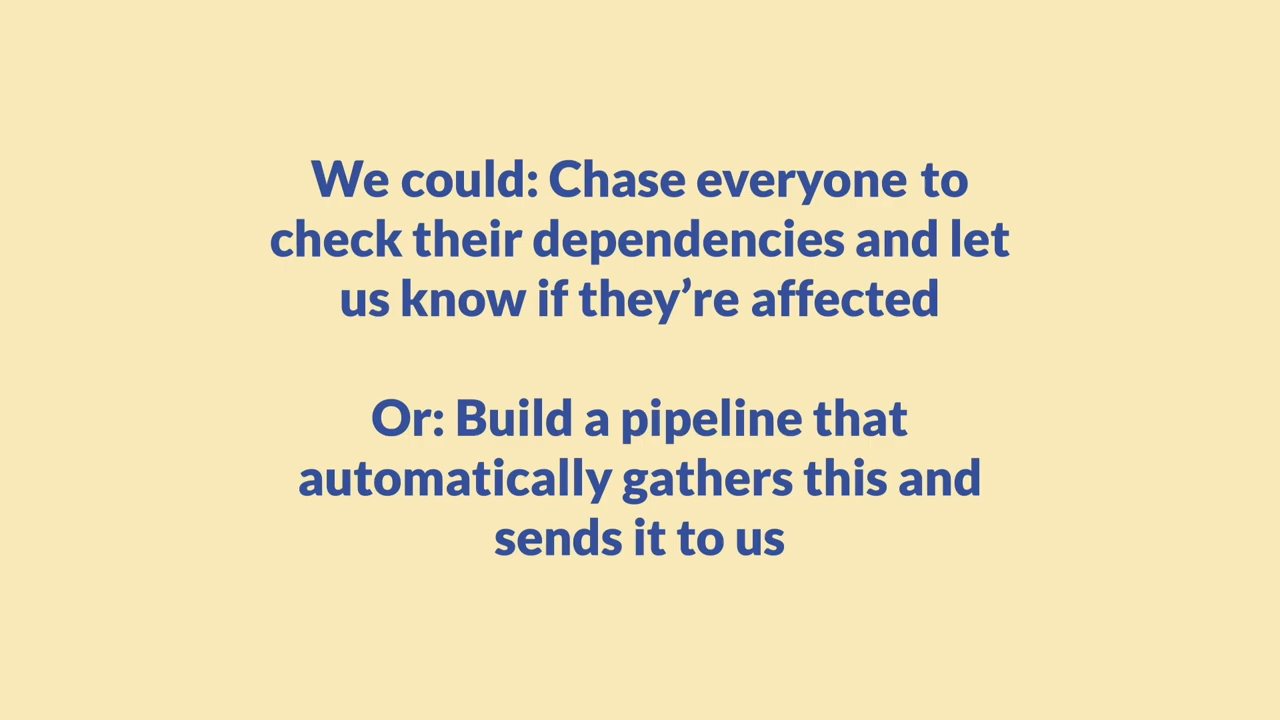 We could: Chase everyone to
check their dependencies and let
us know if they’re affected
Or: Build a pipeline that
automatically gathers this and
sends it to us